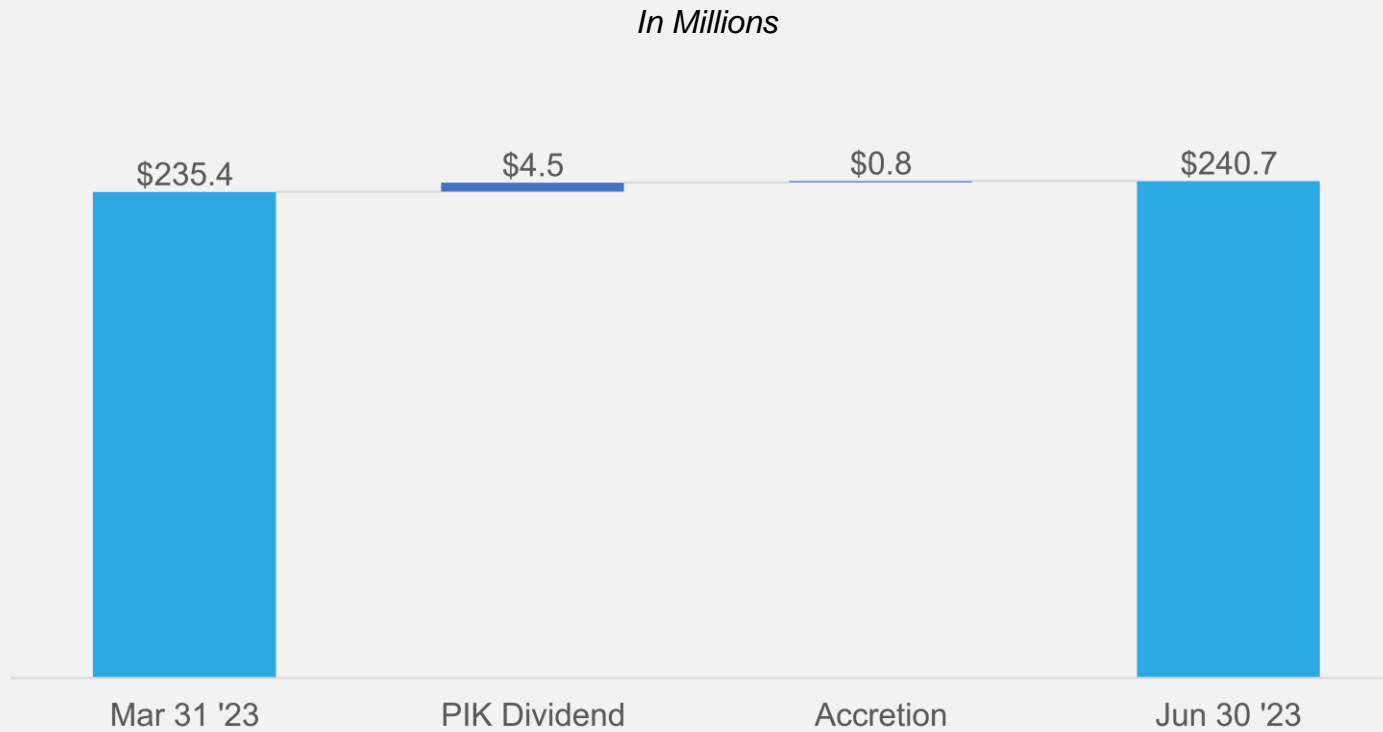 In Millions
$235.4
$4.5
$0.8
$240.7
Mar 31 '23
PIK Dividend
Accretion
Jun 30 '23